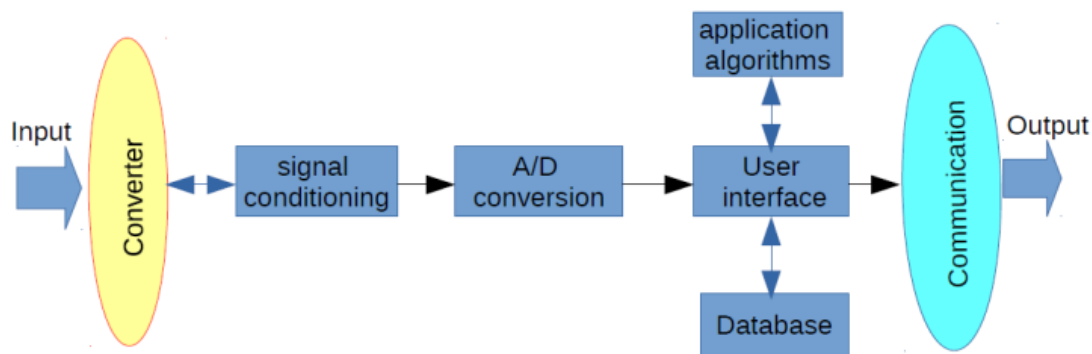 Input
Converter
signal
conditioning
A/D
conversion
application
algorithms
User
interface
Database
Communication
Output